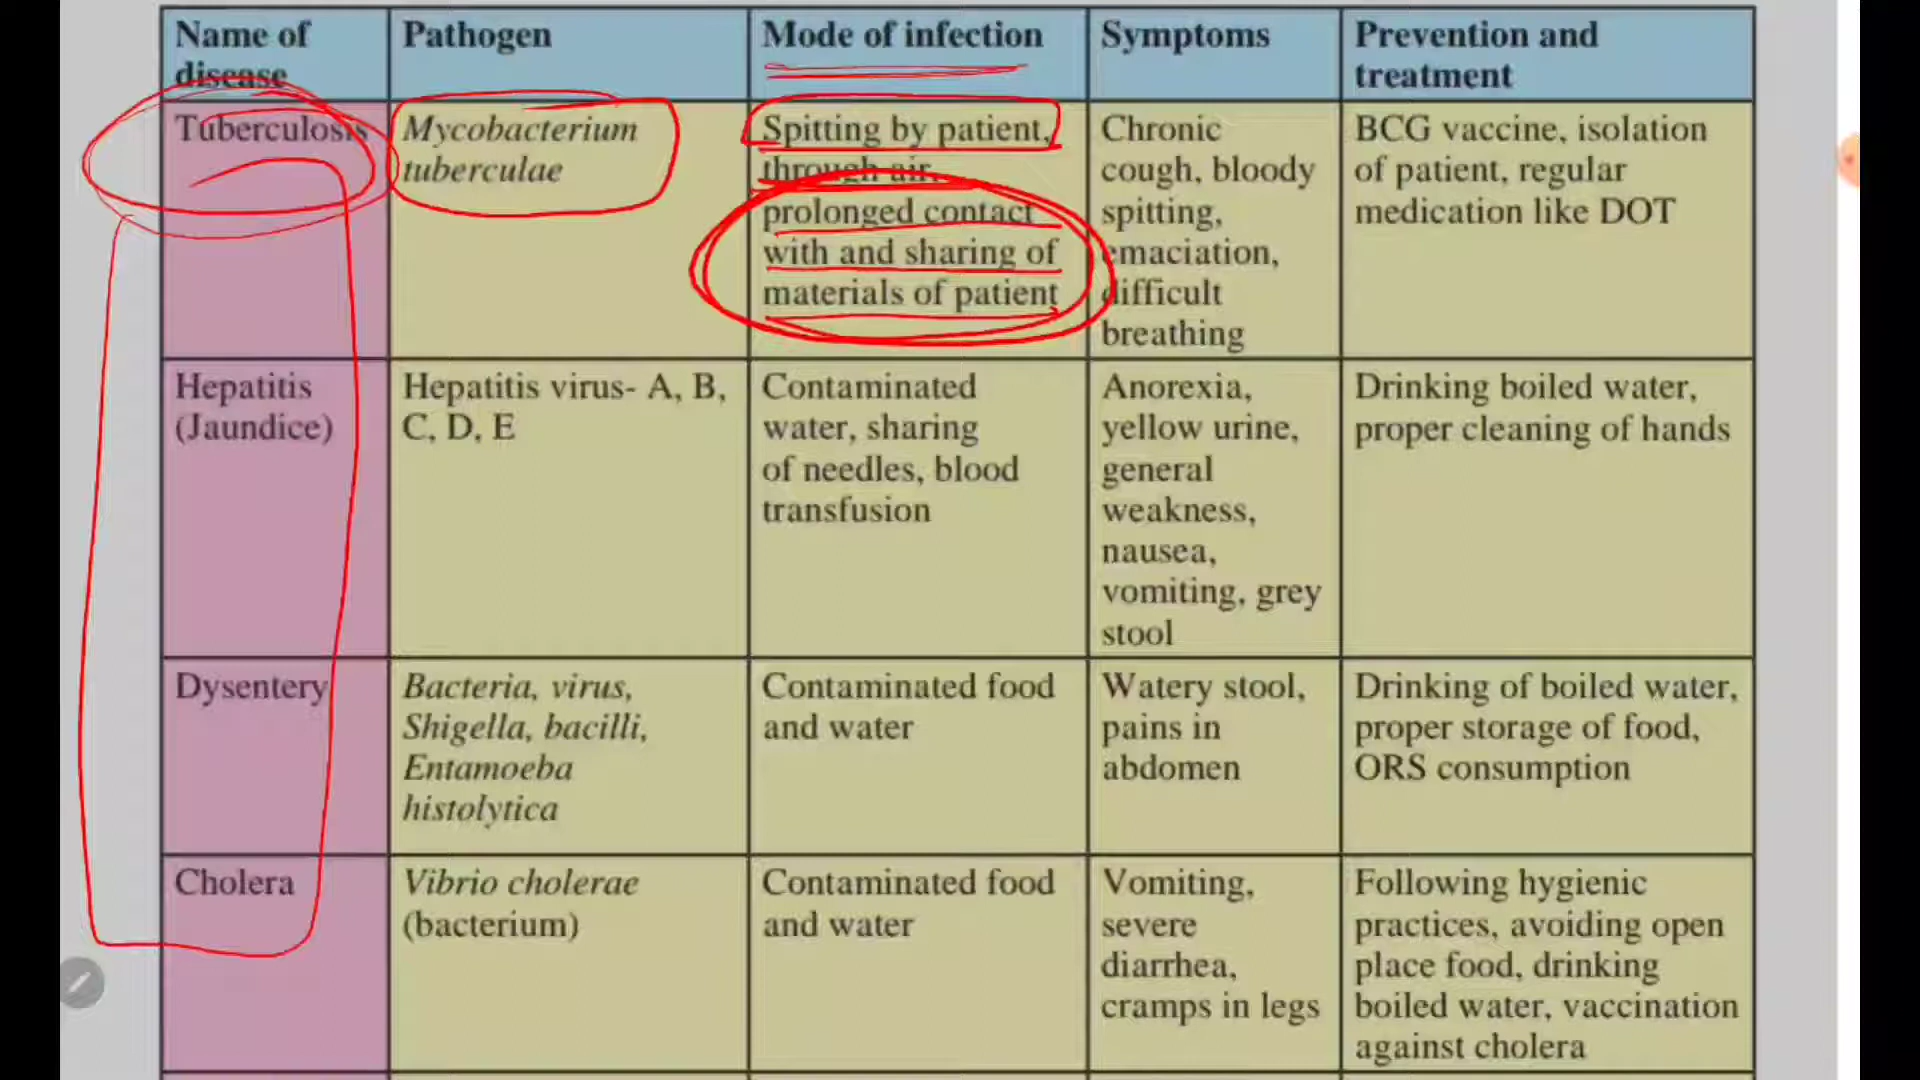 Name of disease
Pathogen
Mode of infection
Symptoms
Prevention and treatment
Tuberculosis
Mycobacterium
tuberculae
Spitting by patient,
through air,
prolonged contact
with and sharing of
materials of patient
Chronic
cough, bloody
spitting,
emaciation,
difficult
breathing
BCG vaccine, isolation
of patient, regular
medication like DOT
Hepatitis
(Jaundice)
Hepatitis virus- A, B,
C, D, E
Contaminated
water, sharing
of needles, blood
transfusion
Anorexia,
yellow urine,
general
weakness,
nausea,
vomiting, grey
stool
Drinking boiled water,
proper cleaning of hands
Dysentery
Bacteria, virus,
Shigella, bacilli,
Entamoeba
histolytica
Contaminated food
and water
Watery stool,
pains in
abdomen
Drinking of boiled water,
proper storage of food,
ORS consumption
Cholera
Vibrio cholerae
(bacterium)
Contaminated food
and water
Vomiting,
severe
diarrhea,
cramps in legs
Following hygienic
practices, avoiding open
place food, drinking
boiled water, vaccination
against cholera